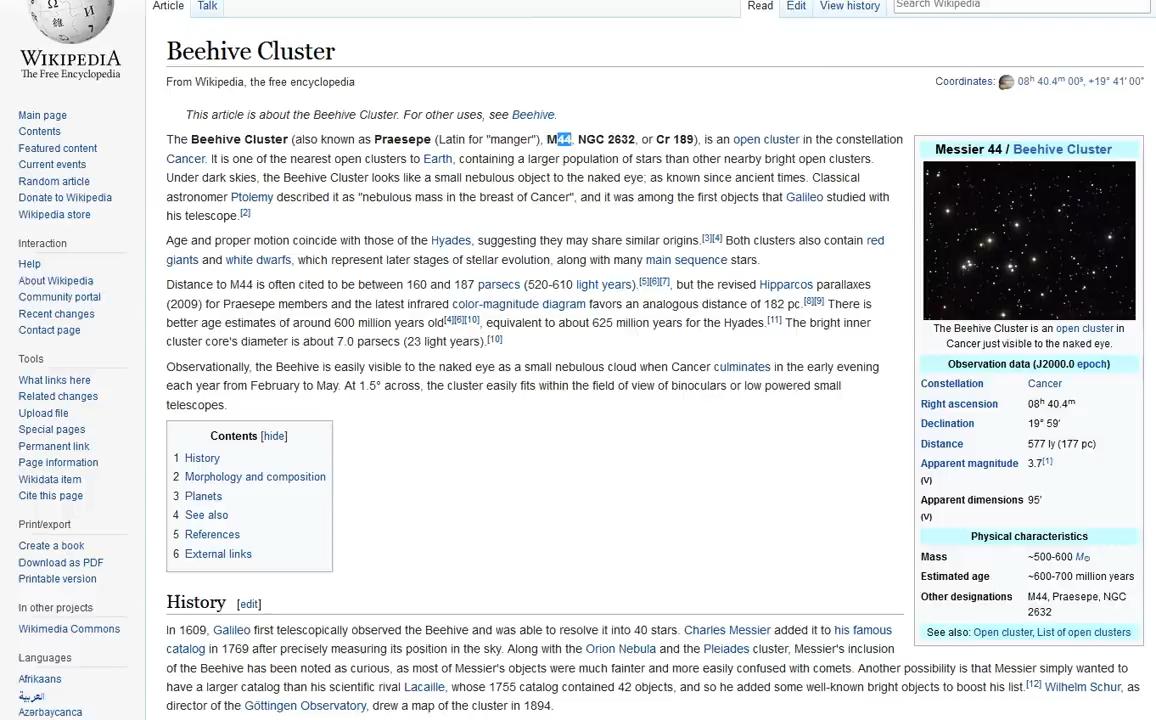 Article Talk Read Edit View history Search Wikipedia
WIKIPEDIA
The Free Encyclopedia
Main page
Contents
Featured content
Current events
Random article
Donate to Wikipedia
Wikipedia store
Interaction
Help
About Wikipedia
Community portal
Recent changes
Contact page
Tools
What links here
Related changes
Upload file
Special pages
Permanent link
Page information
Wikidata item
Cite this page
Print/export
Create a book
Download as PDF
Printable version
In other projects
Wikimedia Commons
Languages
Afrikaans
العربية
Azərbaycanca
Beehive Cluster
From Wikipedia, the free encyclopedia
Coordinates: 08h 40.4m 00s, +19° 41′ 00″
This article is about the Beehive Cluster. For other uses, see Beehive.
The Beehive Cluster (also known as Praesepe (Latin for "manger"), M44, NGC 2632, or Cr 189), is an open cluster in the constellation
Cancer. It is one of the nearest open clusters to Earth, containing a larger population of stars than other nearby bright open clusters.
Under dark skies, the Beehive Cluster looks like a small nebulous object to the naked eye; as known since ancient times. Classical
astronomer Ptolemy described it as "nebulous mass in the breast of Cancer", and it was among the first objects that Galileo studied with
his telescope.[2]
Age and proper motion coincide with those of the Hyades, suggesting they may share similar origins.[3][4] Both clusters also contain red
giants and white dwarfs, which represent later stages of stellar evolution, along with many main sequence stars.
Distance to M44 is often cited to be between 160 and 187 parsecs (520-610 light years),[5][6][7], but the revised Hipparcos parallaxes
(2009) for Praesepe members and the latest infrared color-magnitude diagram favors an analogous distance of 182 pc.[8][9] There is
better age estimates of around 600 million years old[4][6][10], equivalent to about 625 million years for the Hyades.[11] The bright inner
cluster core's diameter is about 7.0 parsecs (23 light years).[10]
Observationally, the Beehive is easily visible to the naked eye as a small nebulous cloud when Cancer culminates in the early evening
each year from February to May. At 1.5° across, the cluster easily fits within the field of view of binoculars or low powered small
telescopes.
Contents [hide]
1 History
2 Morphology and composition
3 Planets
4 See also
5 References
6 External links
History [edit]
In 1609, Galileo first telescopically observed the Beehive and was able to resolve it into 40 stars. Charles Messier added it to his famous
catalog in 1769 after precisely measuring its position in the sky. Along with the Orion Nebula and the Pleiades cluster, Messier's inclusion
of the Beehive has been noted as curious, as most of Messier's objects were much fainter and more easily confused with comets. Another possibility is that Messier simply wanted to
have a larger catalog than his scientific rival Lacaille, whose 1755 catalog contained 42 objects, and so he added some well-known bright objects to boost his list.[12] Wilhelm Schur, as
director of the Göttingen Observatory, drew a map of the cluster in 1894.
Messier 44 / Beehive Cluster
The Beehive Cluster is an open cluster in
Cancer just visible to the naked eye.
Observation data (J2000.0 epoch)
Constellation Cancer
Right ascension 08h 40.4m
Declination 19° 59′
Distance 577 ly (177 pc)
Apparent magnitude 3.7[1]
(V)
Apparent dimensions 95′
(V)
Physical characteristics
Mass ~500-600 M☉
Estimated age ~600-700 million years
Other designations M44, Praesepe, NGC
2632
See also: Open cluster, List of open clusters